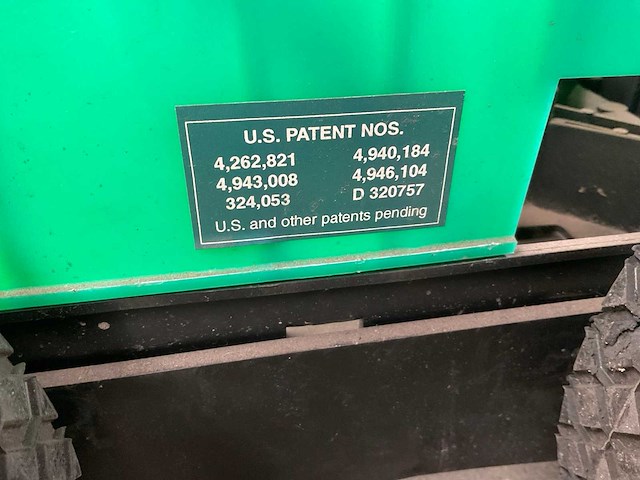 U.S. PATENT NOS.
4,262,821 4,940,184
4,943,008 4,946,104
324,053 D 320757
U.S. and other patents pending